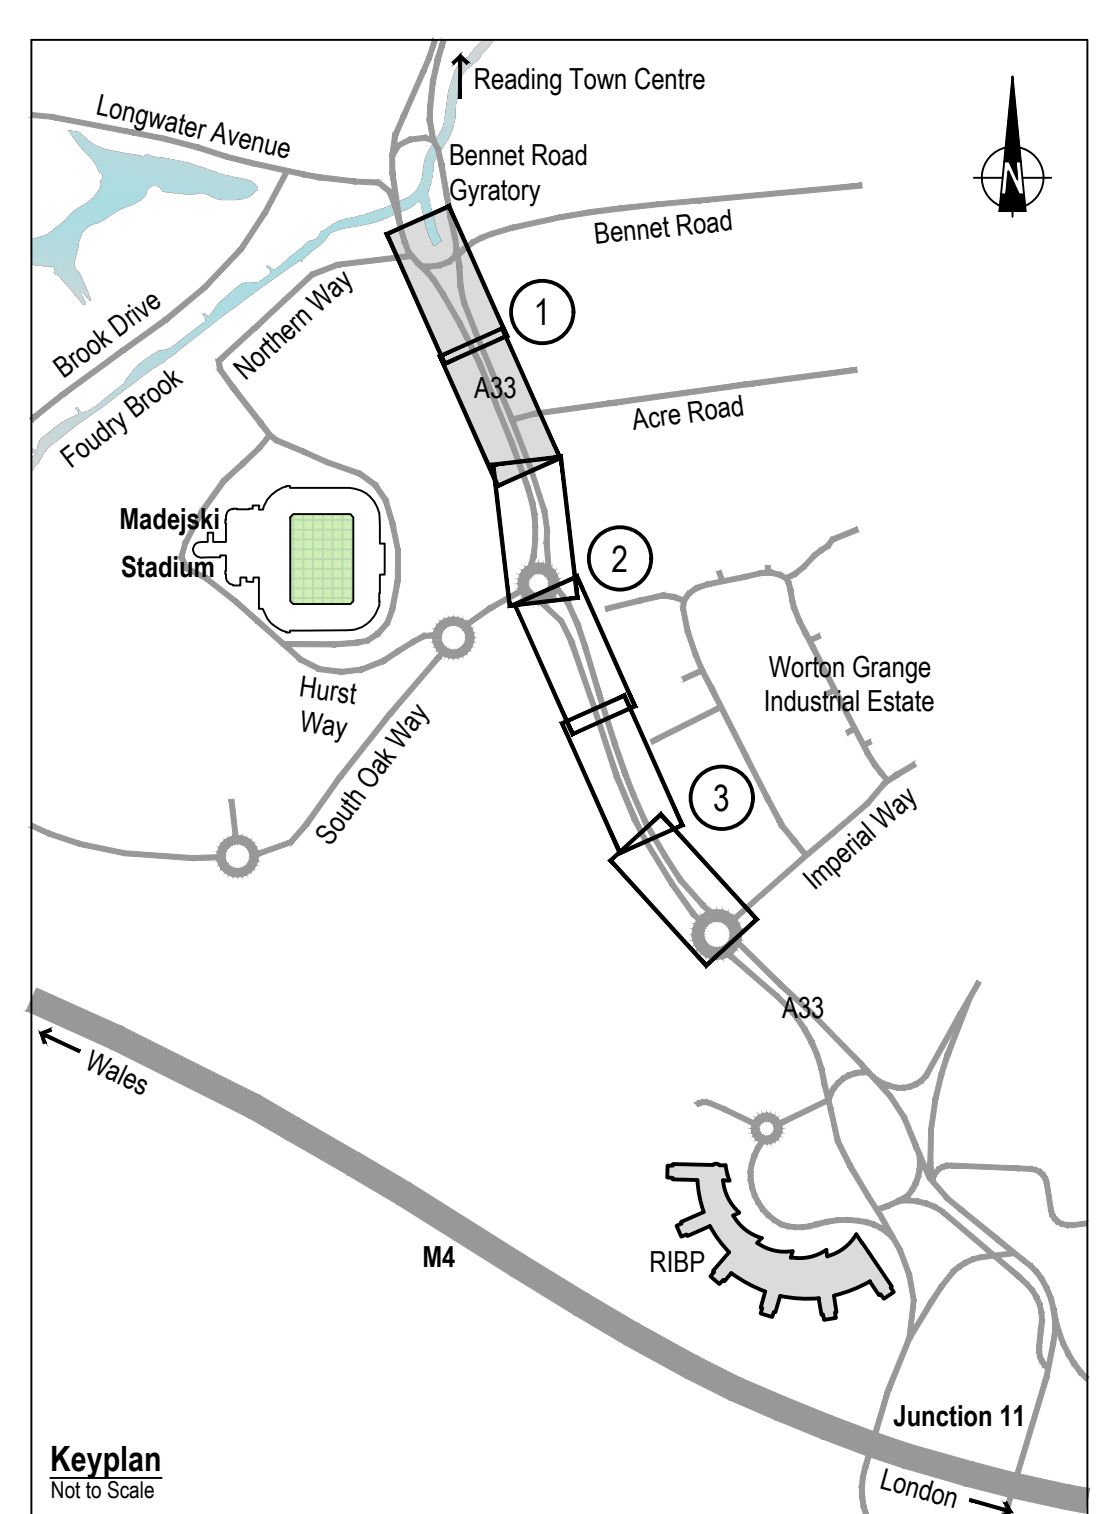 Reading Town Centre
Longwater Avenue
Bennet Road
Gyratory
N
Bennet Road
Brook Drive
Northern Way
1
Foudry Brook
A33
Acre Road
Madejski
Stadium
2
Hurst
Way
South Oak Way
Worton Grange
Industrial Estate
3
Imperial Way
A33
Wales
M4
RIBP
Junction 11
Keyplan
Not to Scale
London